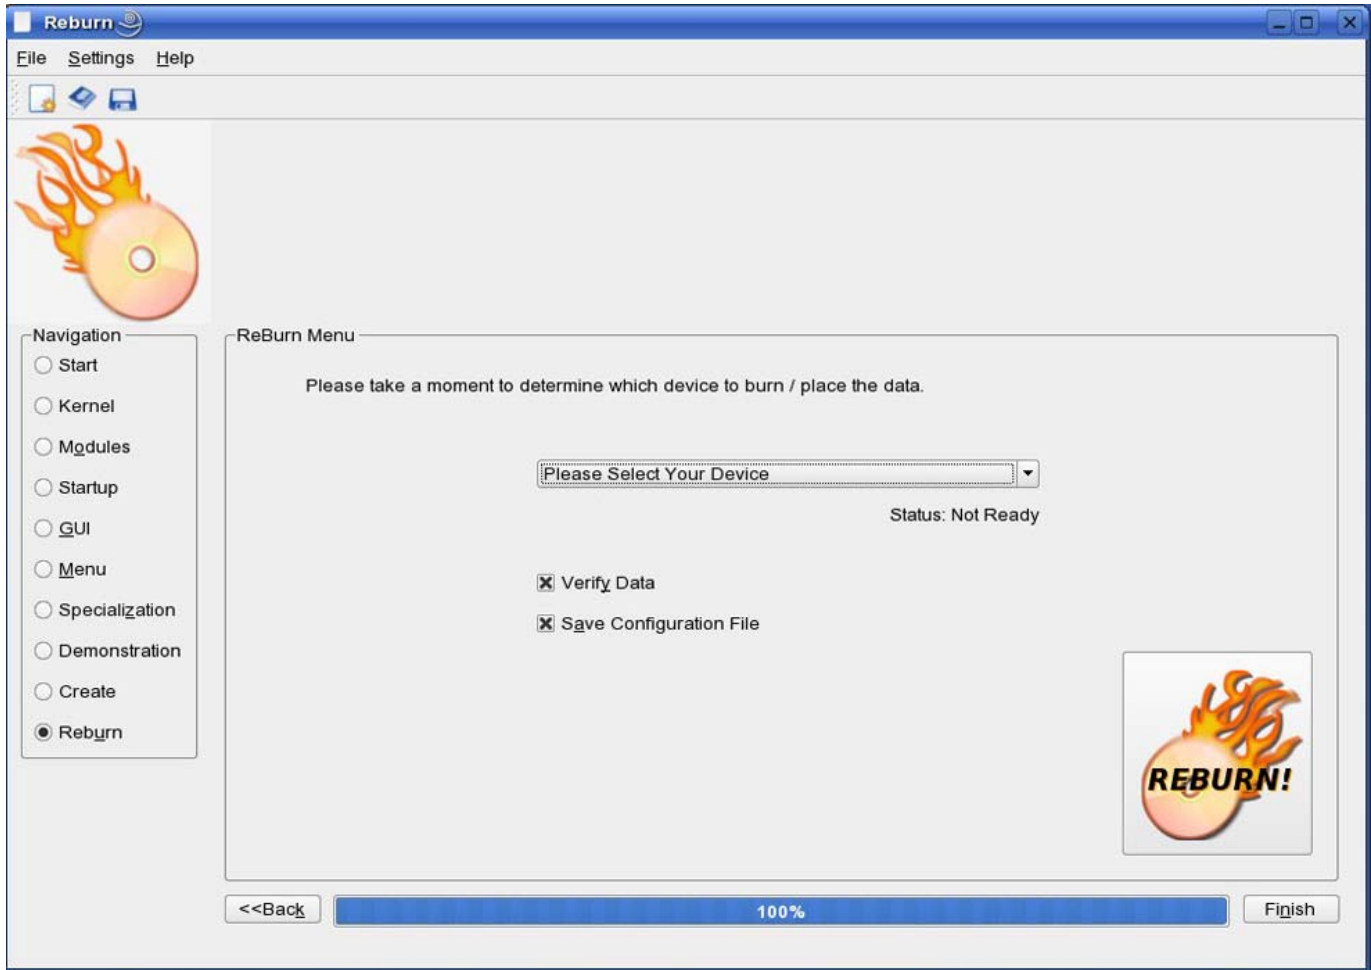 Reburn
File Settings Help
Navigation
Start
Kernel
Modules
Startup
GUI
Menu
Specialization
Demonstration
Create
Reburn
ReBurn Menu
Please take a moment to determine which device to burn / place the data.
Please Select Your Device
Status: Not Ready
Verify Data
Save Configuration File
REBURN!
<<Back
100%
Finish